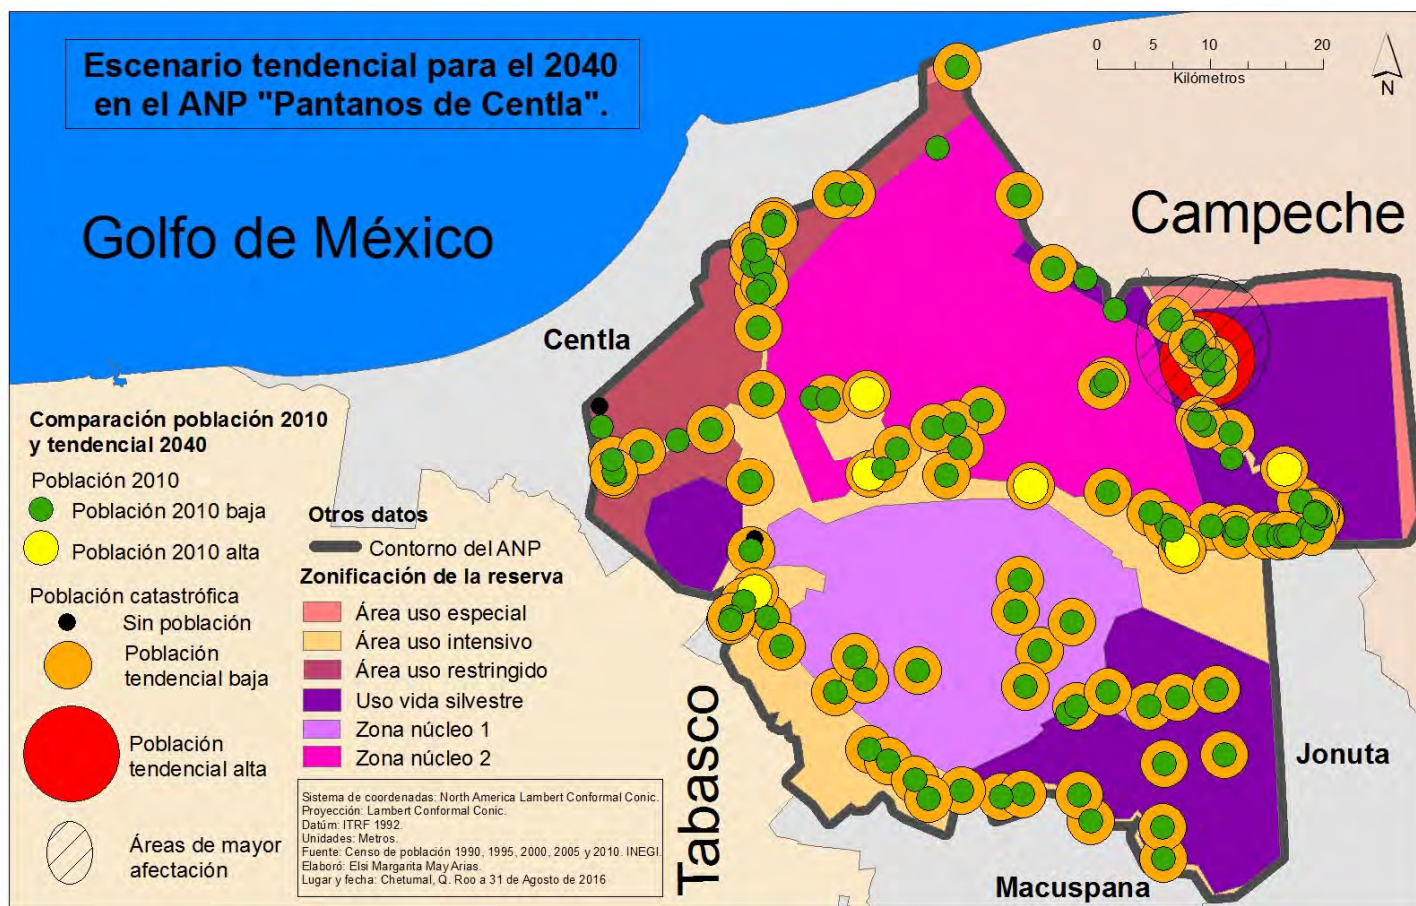 Escenario tendencial para el 2040
en el ANP "Pantanos de Centla".
0 5 10 20
Kilómetros
N
Golfo de México
Campeche
Centla
Comparación población 2010
y tendencial 2040
Población 2010
Población 2010 baja
Población 2010 alta
Población catastrófica
Sin población
Población
tendencial baja
Población
tendencial alta
Áreas de mayor
afectación
Otros datos
Contorno del ANP
Zonificación de la reserva
Área uso especial
Área uso intensivo
Área uso restringido
Uso vida silvestre
Zona núcleo 1
Zona núcleo 2
Sistema de coordenadas: North America Lambert Conformal Conic.
Proyección: Lambert Conformal Conic.
Datúm: ITRF 1992.
Unidades: Metros.
Fuente: Censo de población 1990, 1995, 2000, 2005 y 2010. INEGI.
Elaboró: Elsi Margarita May Arias.
Lugar y fecha: Chetumal, Q. Roo a 31 de Agosto de 2016
Tabasco
Jonuta
Macuspana